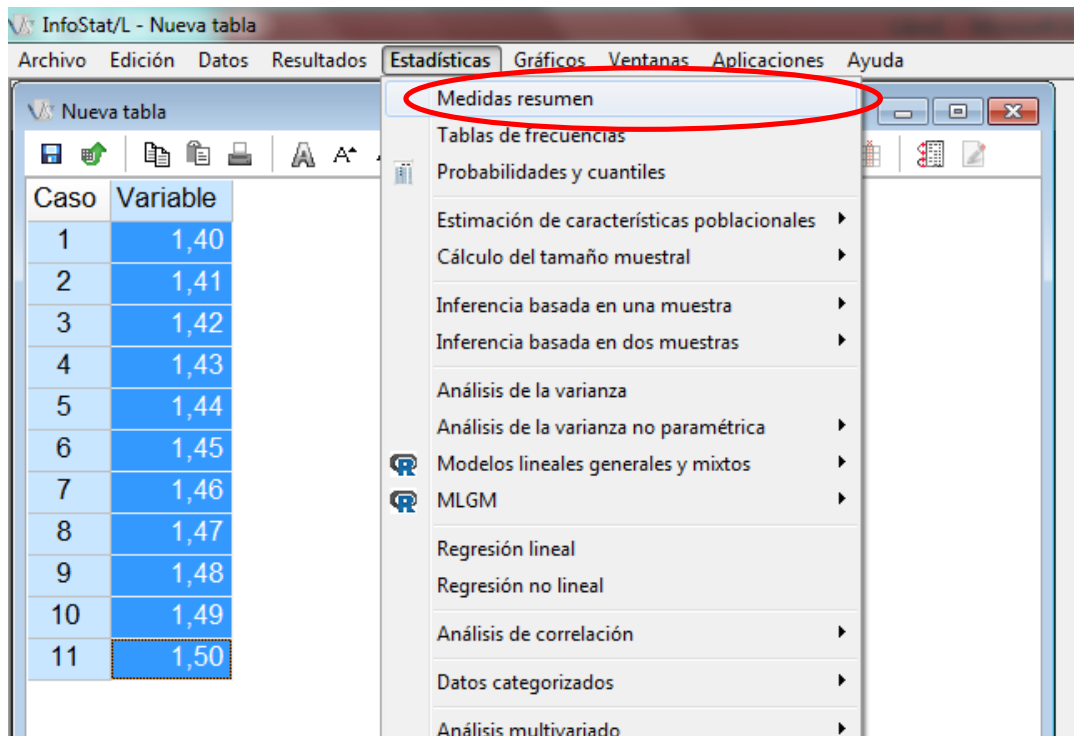 InfoStat/L - Nueva tabla
Archivo Edición Datos Resultados Estadísticas Gráficos Ventanas Aplicaciones Ayuda
Nueva tabla
Medidas resumen
Tablas de frecuencias
Probabilidades y cuantiles
Estimación de características poblacionales
Cálculo del tamaño muestral
Inferencia basada en una muestra
Inferencia basada en dos muestras
Análisis de la varianza
Análisis de la varianza no paramétrica
Modelos lineales generales y mixtos
MLGM
Regresión lineal
Regresión no lineal
Análisis de correlación
Datos categorizados
Análisis multivariado
Caso Variable
1 1,40
2 1,41
3 1,42
4 1,43
5 1,44
6 1,45
7 1,46
8 1,47
9 1,48
10 1,49
11 1,50